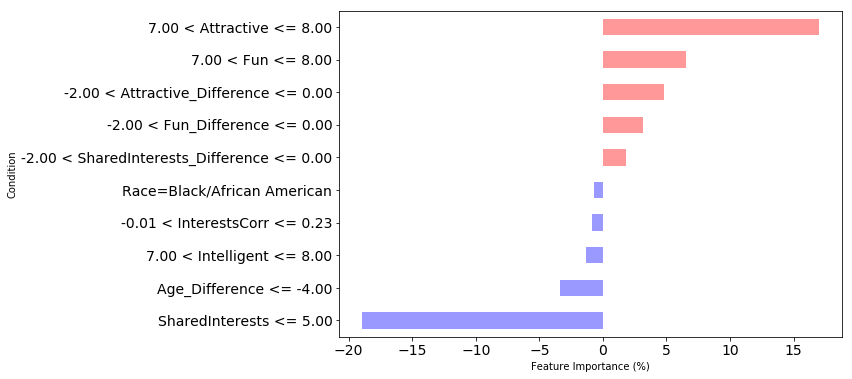 7.00 < Attractive <= 8.00
7.00 < Fun <= 8.00
-2.00 < Attractive_Difference <= 0.00
-2.00 < Fun_Difference <= 0.00
-2.00 < SharedInterests_Difference <= 0.00
Race=Black/African American
-0.01 < InterestsCorr <= 0.23
7.00 < Intelligent <= 8.00
Age_Difference <= -4.00
SharedInterests <= 5.00
Condition
−20 −15 −10 −5 0 5 10 15
Feature Importance (%)